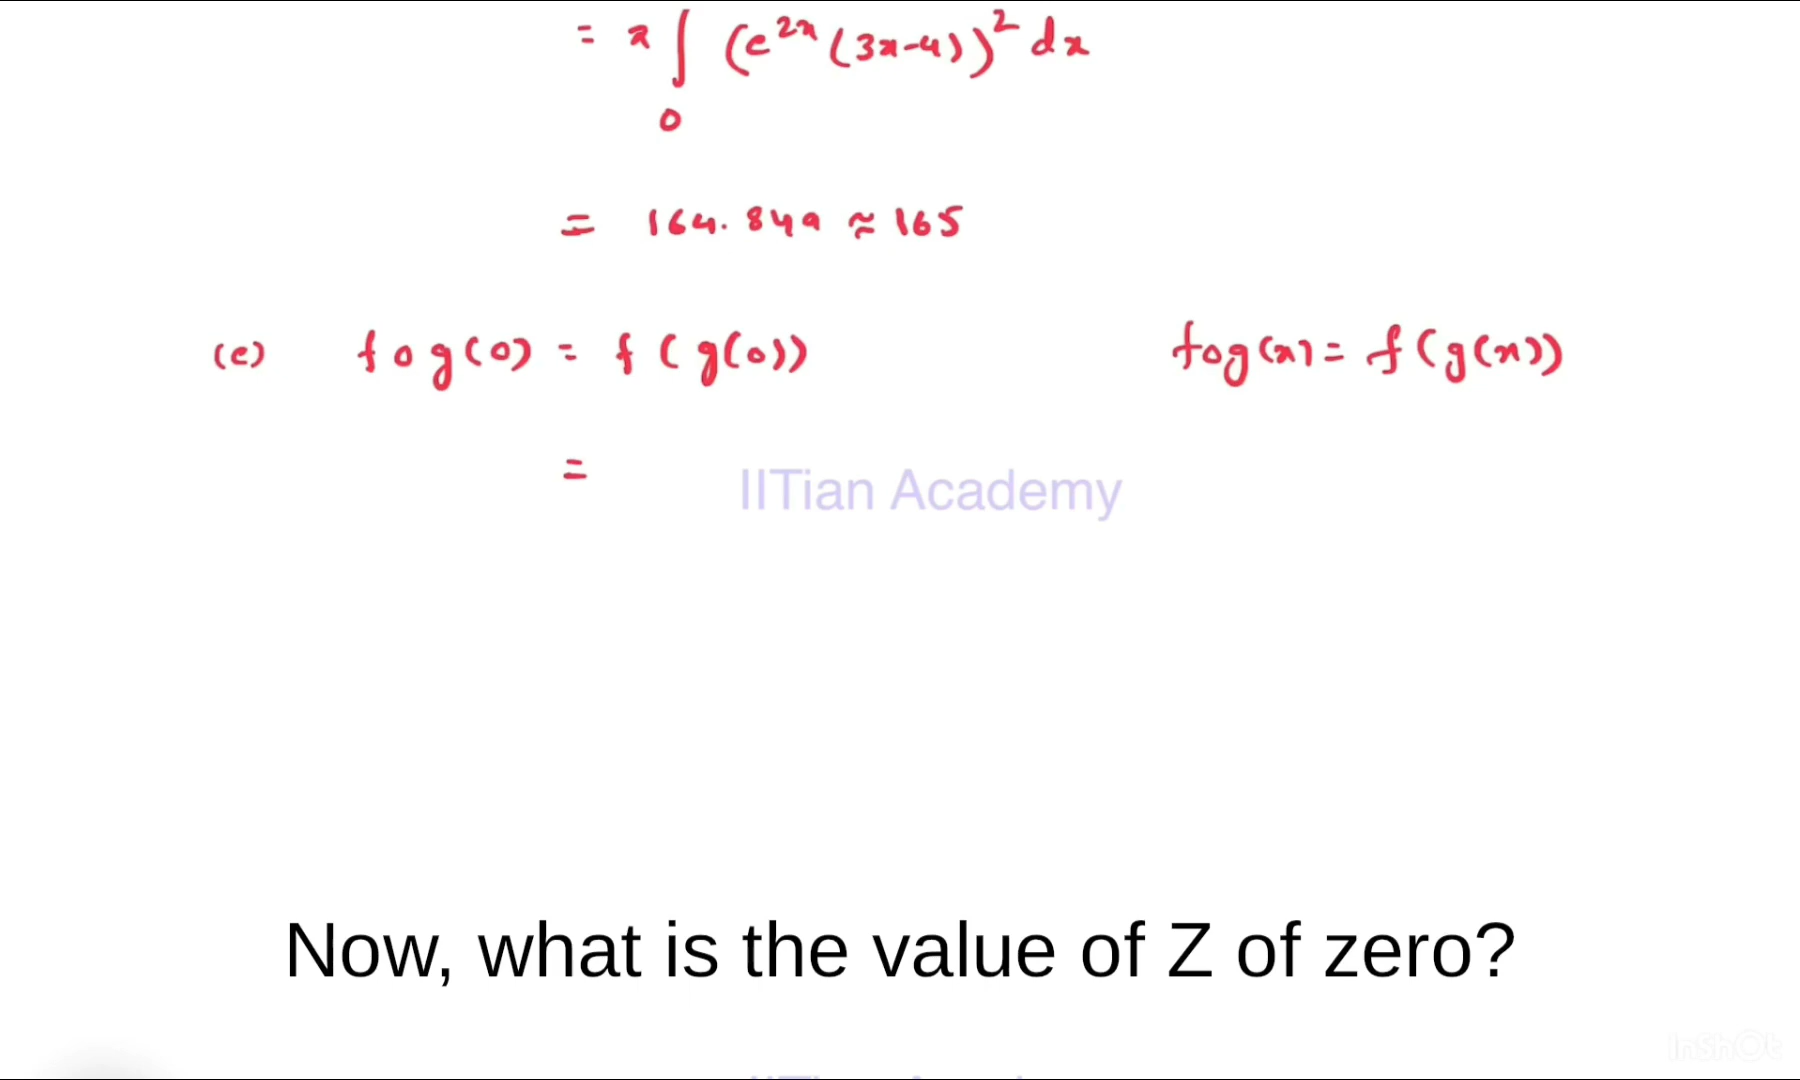 = π ∫ (e^2x (3x-4))^2 dx
0
= 164.849 ≈ 165
(c) fog(0) = f(g(0)) fog(x) = f(g(x))
=
IITian Academy
Now, what is the value of Z of zero?
InShOt